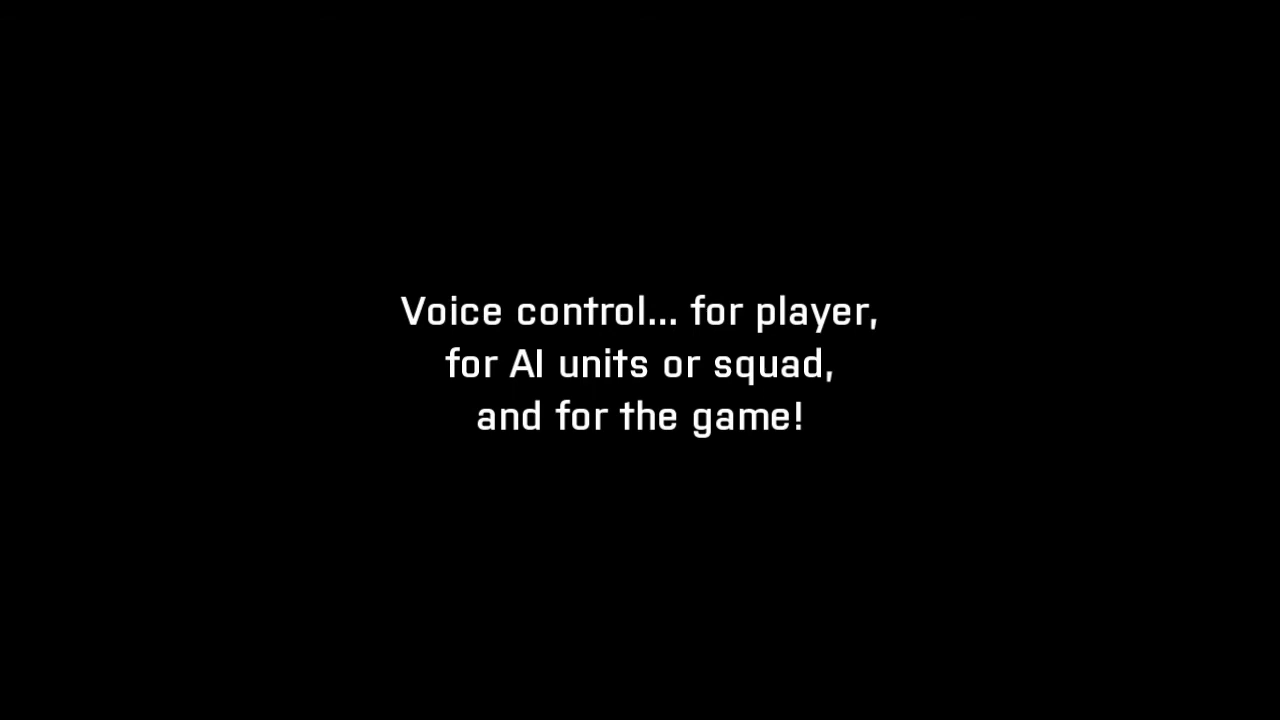 Voice control... for player,
for AI units or squad,
and for the game!